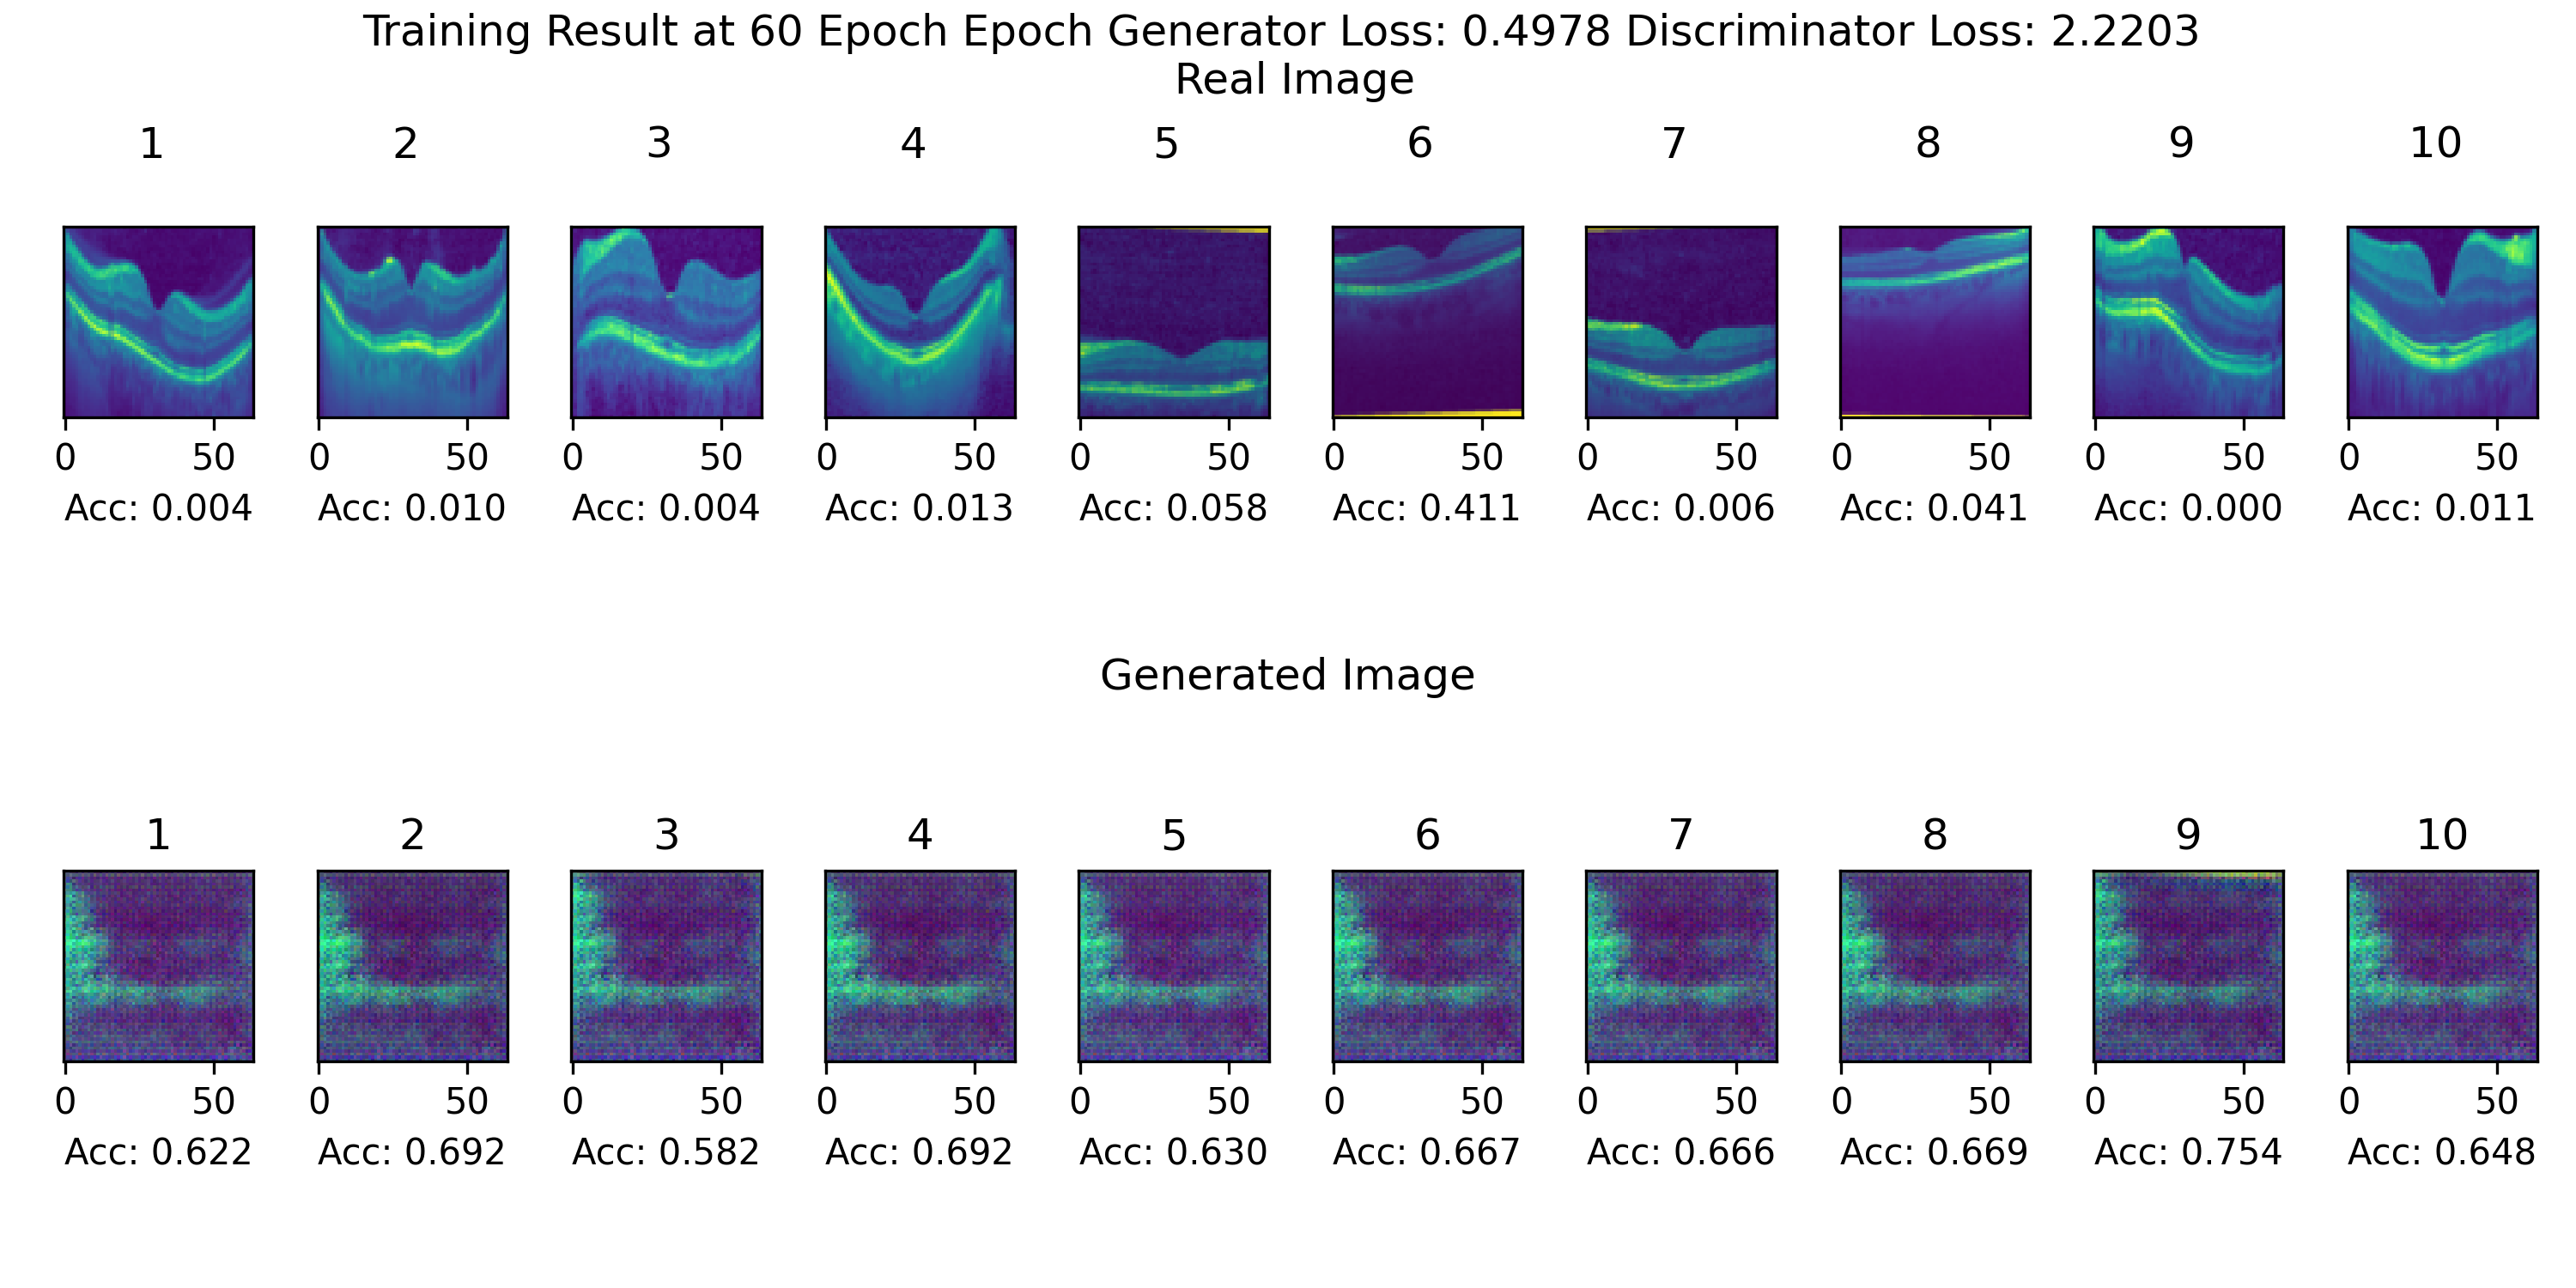 Training Result at 60 Epoch Epoch Generator Loss: 0.4978 Discriminator Loss: 2.2203
Real Image
1 2 3 4 5 6 7 8 9 10
0 50 0 50 0 50 0 50 0 50 0 50 0 50 0 50 0 50 0 50
Acc: 0.004 Acc: 0.010 Acc: 0.004 Acc: 0.013 Acc: 0.058 Acc: 0.411 Acc: 0.006 Acc: 0.041 Acc: 0.000 Acc: 0.011
Generated Image
1 2 3 4 5 6 7 8 9 10
0 50 0 50 0 50 0 50 0 50 0 50 0 50 0 50 0 50 0 50
Acc: 0.622 Acc: 0.692 Acc: 0.582 Acc: 0.692 Acc: 0.630 Acc: 0.667 Acc: 0.666 Acc: 0.669 Acc: 0.754 Acc: 0.648